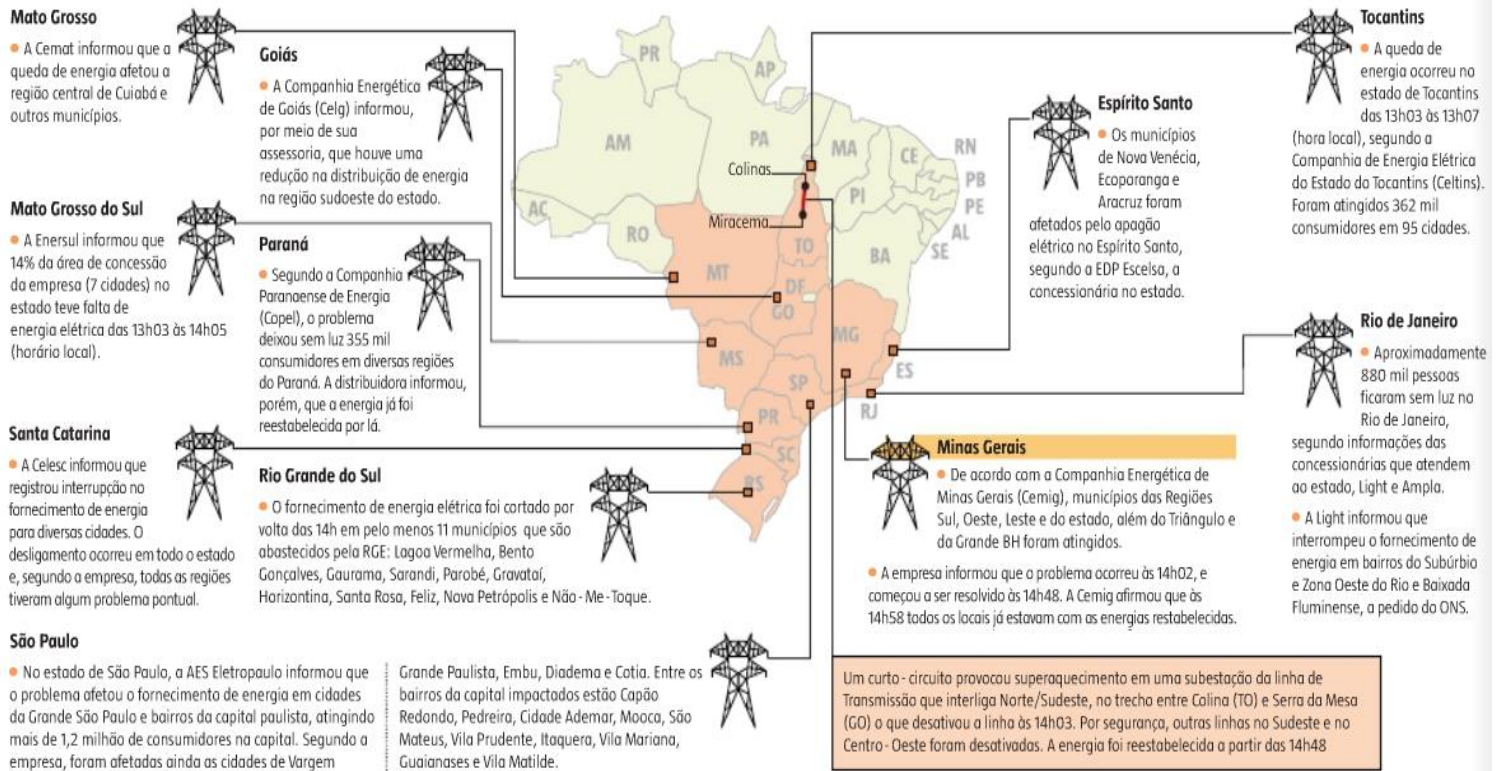 Mato Grosso
• A Cemat informou que a
queda de energia afetou a
região central de Cuiabá e
outros municípios.
Goiás
• A Companhia Energética
de Goiás (Celg) informou,
por meio de sua
assessoria, que houve uma
redução na distribuição de energia
na região sudoeste do estado.
Mato Grosso do Sul
• A Enersul informou que
14% da área de concessão
da empresa (7 cidades) no
estado teve falta de
energia elétrica das 13h03 às 14h05
(horário local).
Paraná
• Segundo a Companhia
Paranaense de Energia
(Copel), o problema
deixou sem luz 355 mil
consumidores em diversas regiões
do Paraná. A distribuidora informou,
porém, que a energia já foi
reestabelecida por lá.
Santa Catarina
• A Celesc informou que
registrou interrupção no
fornecimento de energia
para diversas cidades. O
desligamento ocorreu em todo o estado
e, segundo a empresa, todas as regiões
tiveram algum problema pontual.
Rio Grande do Sul
• O fornecimento de energia elétrica foi cortado por
volta das 14h em pelo menos 11 municípios que são
abastecidos pela RGE: Lagoa Vermelha, Bento
Gonçalves, Gaurama, Sarandi, Parobé, Gravataí,
Horizontina, Santa Rosa, Feliz, Nova Petrópolis e Não-Me-Toque.
São Paulo
• No estado de São Paulo, a AES Eletropaulo informou que
o problema afetou o fornecimento de energia em cidades
da Grande São Paulo e bairros da capital paulista, atingindo
mais de 1,2 milhão de consumidores na capital. Segundo a
empresa, foram afetadas ainda as cidades de Vargem
Grande Paulista, Embu, Diadema e Cotia. Entre os
bairros da capital impactados estão Capão
Redondo, Pedreira, Cidade Ademar, Mooca, São
Mateus, Vila Prudente, Itaquera, Vila Mariana,
Guaianases e Vila Matilde.
PR
AP
AM
PA
MA
CE
RN
PB
PE
AL
SE
PI
AC
RO
Colinas
Miracema
TO
BA
MT
DF
GO
MG
MS
ES
SP
RJ
PR
SC
RS
Espírito Santo
• Os municípios
de Nova Venécia,
Ecoporanga e
Aracruz foram
afetados pelo apagão
elétrico no Espírito Santo,
segundo a EDP Escelsa, a
concessionária no estado.
Tocantins
• A queda de
energia ocorreu no
estado de Tocantins
das 13h03 às 13h07
(hora local), segundo a
Companhia de Energia Elétrica
do Estado do Tocantins (Celtins).
Foram atingidos 362 mil
consumidores em 95 cidades.
Rio de Janeiro
• Aproximadamente
880 mil pessoas
ficaram sem luz no
Rio de Janeiro,
segundo informações das
concessionárias que atendem
ao estado, Light e Ampla.
• A Light informou que
interrompeu o fornecimento de
energia em bairros do Subúrbio
e Zona Oeste do Rio e Baixada
Fluminense, a pedido do ONS.
Minas Gerais
• De acordo com a Companhia Energética de
Minas Gerais (Cemig), municípios das Regiões
Sul, Oeste, Leste e do estado, além do Triângulo e
da Grande BH foram atingidos.
• A empresa informou que o problema ocorreu às 14h02, e
começou a ser resolvido às 14h48. A Cemig afirmou que às
14h58 todos os locais já estavam com as energias restabelecidas.
Um curto-circuito provocou superaquecimento em uma subestação da linha de
Transmissão que interliga Norte/Sudeste, no trecho entre Colina (TO) e Serra da Mesa
(GO) o que desativou a linha às 14h03. Por segurança, outras linhas no Sudeste e no
Centro-Oeste foram desativadas. A energia foi reestabelecida a partir das 14h48